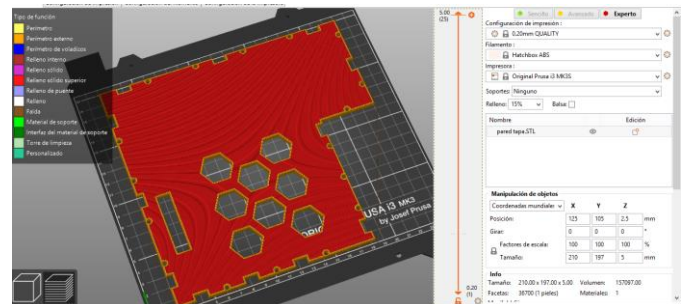 Tipo de función
Perímetro
Perímetro externo
Perímetro de voladizos
Relleno interno
Relleno sólido
Relleno sólido superior
Relleno de puente
Relleno
Falda
Material de soporte
Interfaz del material de soporte
Torre de limpieza
Personalizado
USA i3 MK3
by Josef Prusa
5.00
(25)
0.20
(1)
Sencillo Avanzado Experto
Configuración de impresión :
0.20mm QUALITY
Filamento :
Hatchbox ABS
Impresora :
Original Prusa i3 MK3S
Soportes: Ninguno
Relleno: 15% Balsa:
Nombre Edición
pared tapa.STL
Manipulación de objetos
Coordenadas mundiales X Y Z
Posición: 125 105 2.5 mm
Girar: 0 0 0 °
Factores de escala: 100 100 100 %
Tamaño: 210 197 5 mm
Info
Tamaño: 210.00 x 197.00 x 5.00 Volumen: 157087.00
Facetas: 38700 (1 pieles) Materiales: 1